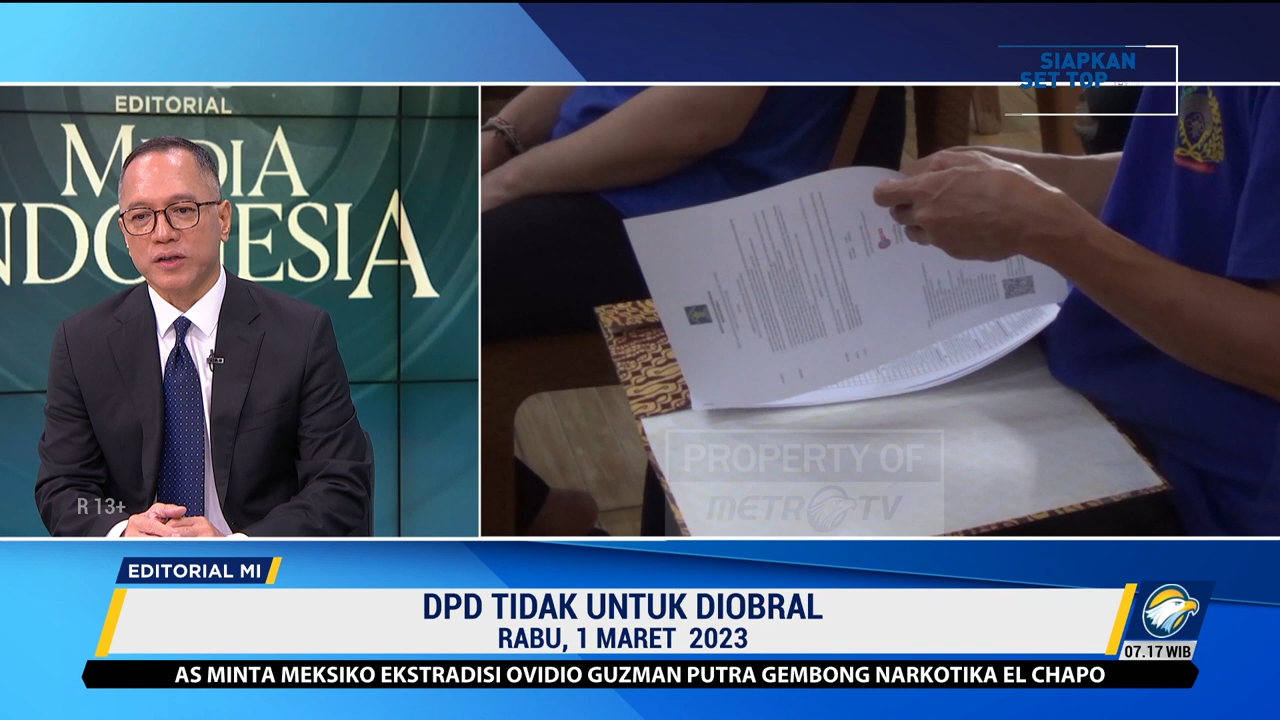 SIAPKAN
SET TOP
EDITORIAL
MEDIA
INDONESIA
R 13+
PROPERTY OF
METRO TV
EDITORIAL MI
DPD TIDAK UNTUK DIOBRAL
RABU, 1 MARET 2023
07.17 WIB
AS MINTA MEKSIKO EKSTRADISI OVIDIO GUZMAN PUTRA GEMBONG NARKOTIKA EL CHAPO